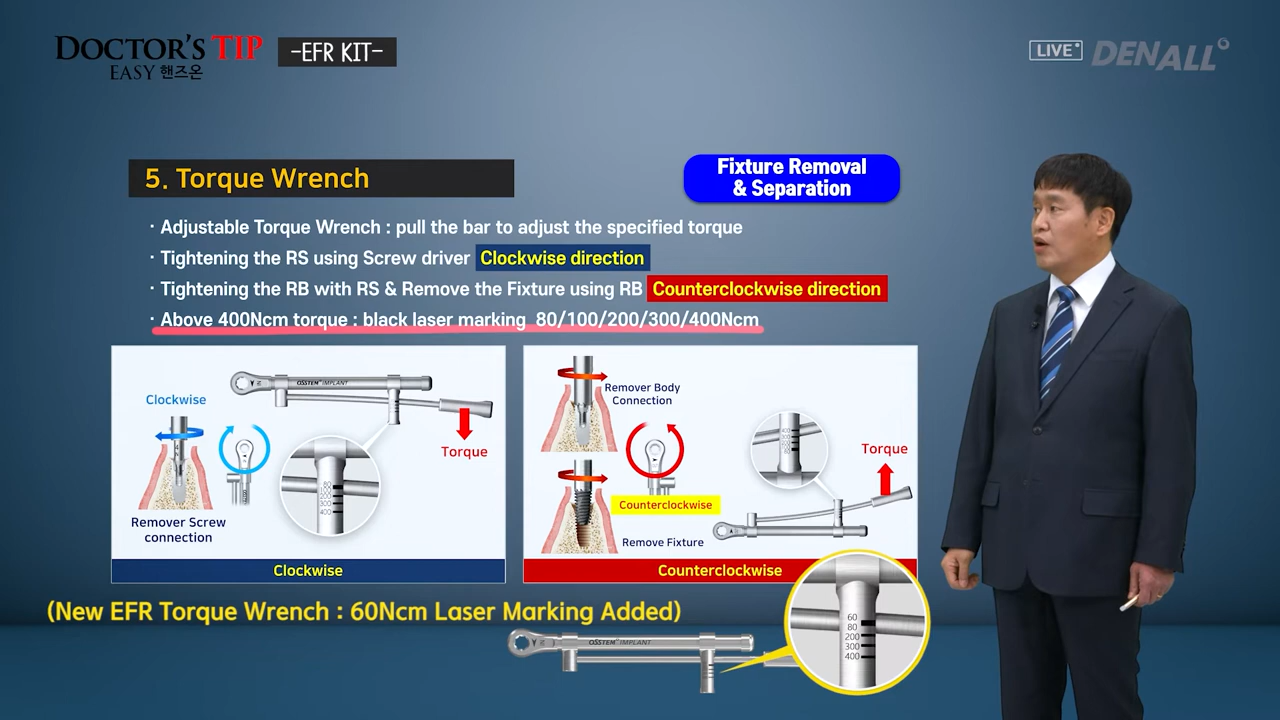 DOCTOR'S TIP
EASY 핸즈온
-EFR KIT-
LIVE
DENALL
5. Torque Wrench
Fixture Removal
& Separation
· Adjustable Torque Wrench : pull the bar to adjust the specified torque
· Tightening the RS using Screw driver Clockwise direction
· Tightening the RB with RS & Remove the Fixture using RB Counterclockwise direction
· Above 400Ncm torque : black laser marking 80/100/200/300/400Ncm
OSSTEM IMPLANT
Clockwise
Torque
Remover Screw
connection
Clockwise
Remover Body
Connection
Torque
Counterclockwise
Remove Fixture
Counterclockwise
(New EFR Torque Wrench : 60Ncm Laser Marking Added)
OSSTEM IMPLANT
60
80
200
300
400